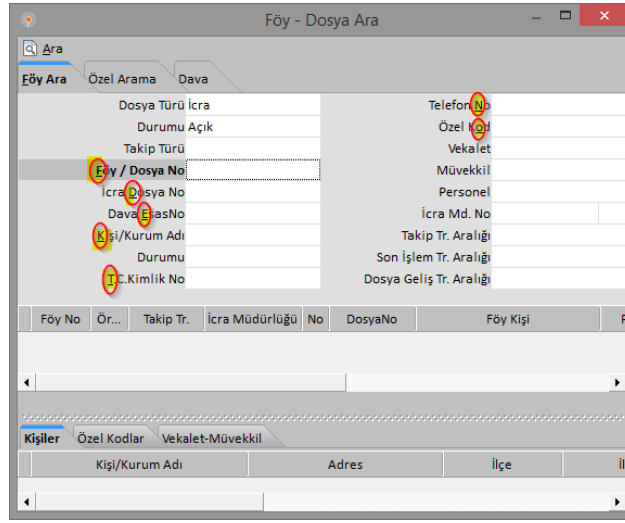 Föy - Dosya Ara
Ara
Föy Ara Özel Arama Dava
Dosya Türü İcra Telefon No
Durumu Açık Özel Kod
Takip Türü Vekalet
Föy / Dosya No Müvekkil
İcra Dosya No Personel
Dava EsasNo İcra Md. No
Kişi/Kurum Adı Takip Tr. Aralığı
Durumu Son İşlem Tr. Aralığı
T.C.Kimlik No Dosya Geliş Tr. Aralığı
Föy No Ör... Takip Tr. İcra Müdürlüğü No DosyaNo Föy Kişi
Kişiler Özel Kodlar Vekalet-Müvekkil
Kişi/Kurum Adı Adres İlçe İl